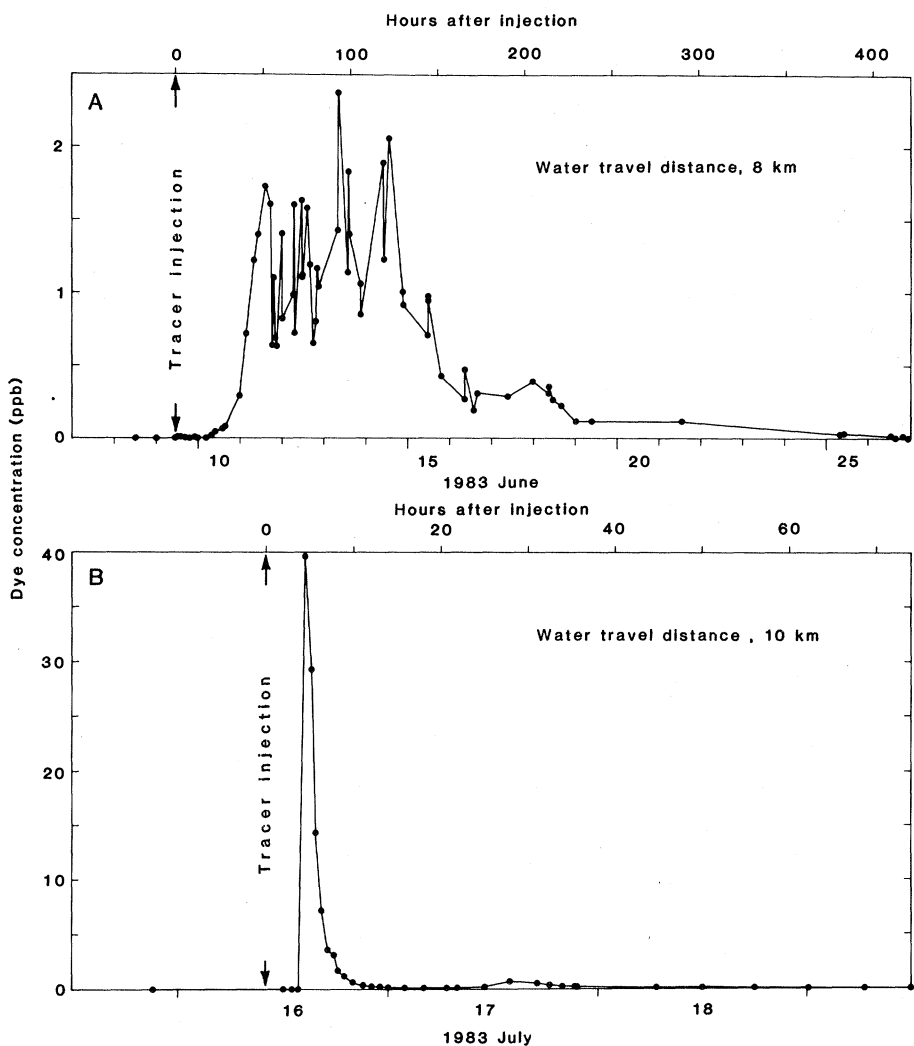 Hours after injection
0 100 200 300 400
A
Water travel distance, 8 km
Tracer injection
2
1
0
10 15 20 25
1983 June
Dye concentration (ppb)
Hours after injection
0 20 40 60
B
Water travel distance , 10 km
Tracer injection
40
30
20
10
0
16 17 18
1983 July